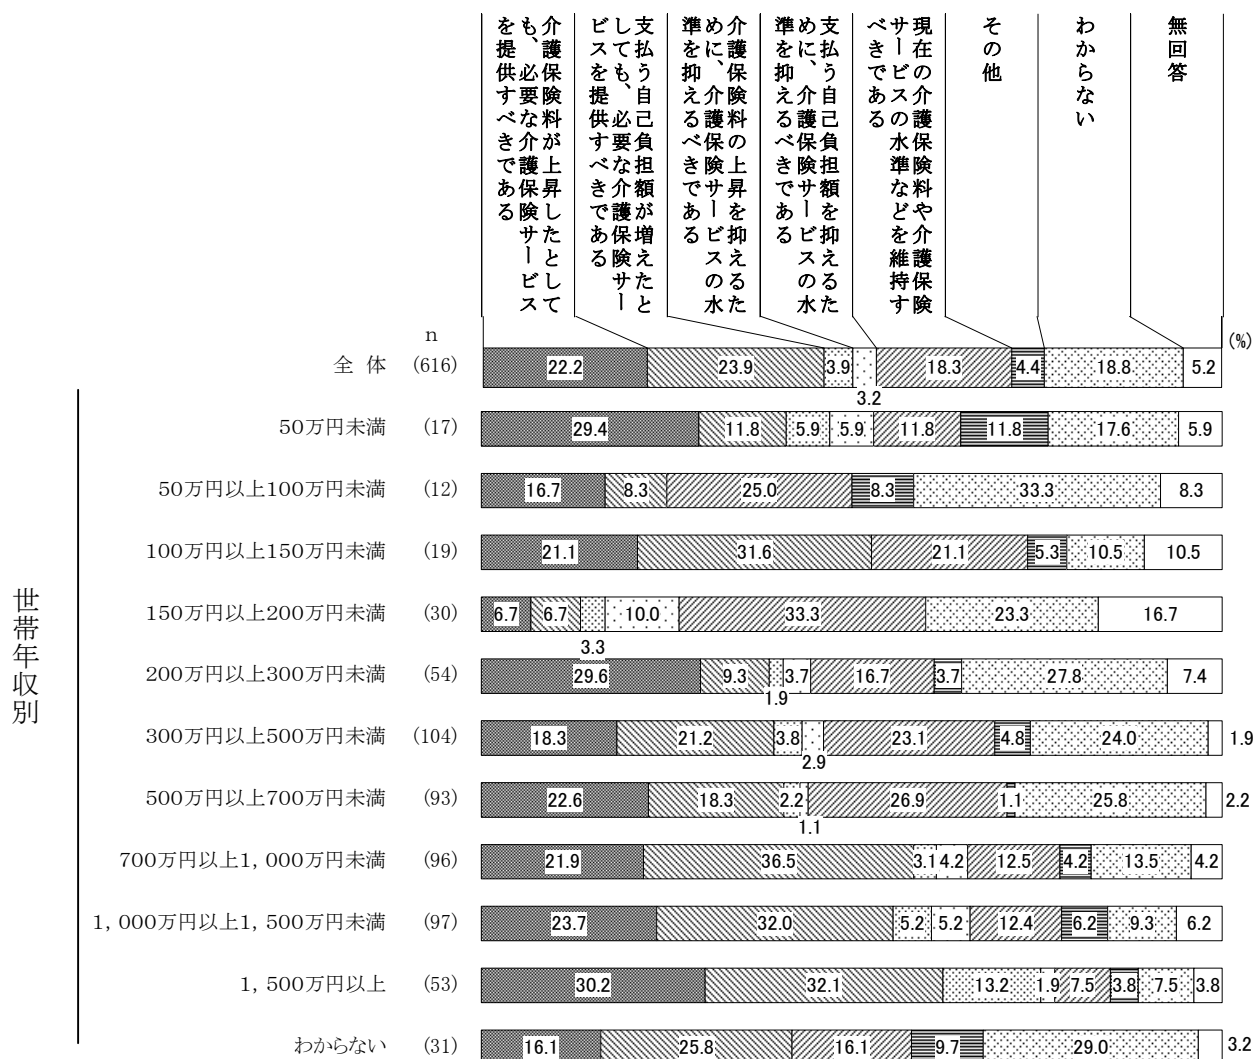 介護保険料が上昇したとして
も、必要な介護保険サービス
を提供すべきである
支払う自己負担額が増えたと
しても、必要な介護保険サー
ビスを提供すべきである
介護保険料の上昇を抑えるた
めに、介護保険サービスの水
準を抑えるべきである
支払う自己負担額を抑えるた
めに、介護保険サービスの水
準を抑えるべきである
現在の介護保険料や介護保険
サービスの水準などを維持す
べきである
その他
わからない
無回答
n
(%)
全 体 (616) 22.2 23.9 3.9 3.2 18.3 4.4 18.8 5.2
世帯年収別
50万円未満 (17) 29.4 11.8 5.9 5.9 11.8 11.8 17.6 5.9
50万円以上100万円未満 (12) 16.7 8.3 25.0 8.3 33.3 8.3
100万円以上150万円未満 (19) 21.1 31.6 21.1 5.3 10.5 10.5
150万円以上200万円未満 (30) 6.7 6.7 3.3 10.0 33.3 23.3 16.7
200万円以上300万円未満 (54) 29.6 9.3 1.9 3.7 16.7 3.7 27.8 7.4
300万円以上500万円未満 (104) 18.3 21.2 3.8 2.9 23.1 4.8 24.0 1.9
500万円以上700万円未満 (93) 22.6 18.3 2.2 1.1 26.9 1.1 25.8 2.2
700万円以上1,000万円未満 (96) 21.9 36.5 3.1 4.2 12.5 4.2 13.5 4.2
1,000万円以上1,500万円未満 (97) 23.7 32.0 5.2 5.2 12.4 6.2 9.3 6.2
1,500万円以上 (53) 30.2 32.1 13.2 1.9 7.5 3.8 7.5 3.8
わからない (31) 16.1 25.8 16.1 9.7 29.0 3.2